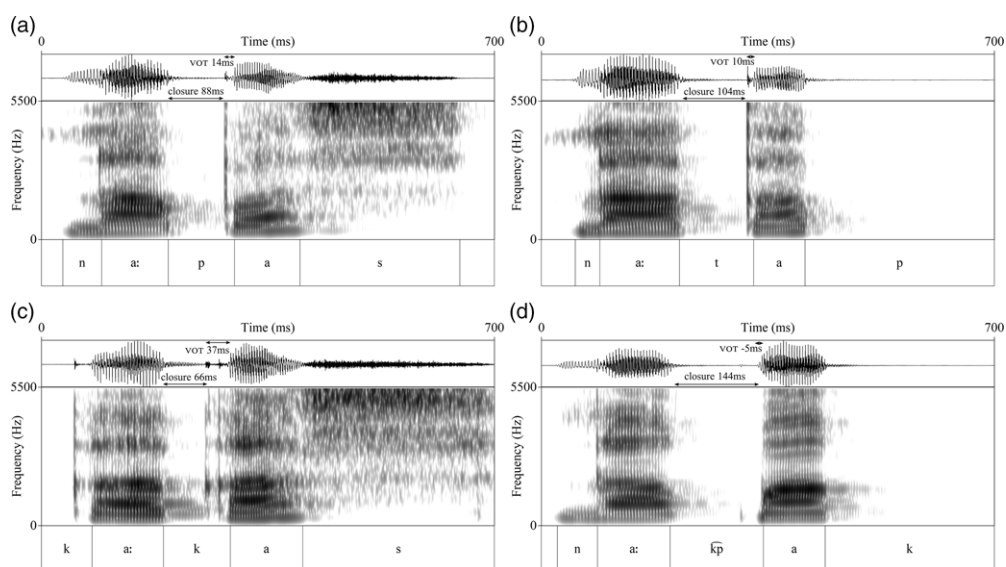 (a)
0 Time (ms) 700
VOT 14ms
closure 88ms
5500
Frequency (Hz)
0
n a: p a s
(b)
0 Time (ms) 700
VOT 10ms
closure 104ms
5500
Frequency (Hz)
0
n a: t a p
(c)
0 Time (ms) 700
VOT 37ms
closure 66ms
5500
Frequency (Hz)
0
k a: k a s
(d)
0 Time (ms) 700
VOT -5ms
closure 144ms
5500
Frequency (Hz)
0
n a: k͡p a k